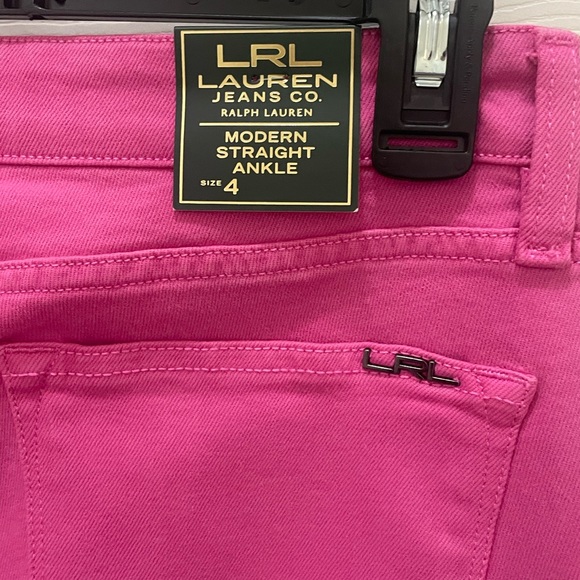 LRL
LAUREN
JEANS CO.
RALPH LAUREN
MODERN
STRAIGHT
ANKLE
SIZE 4
LRL